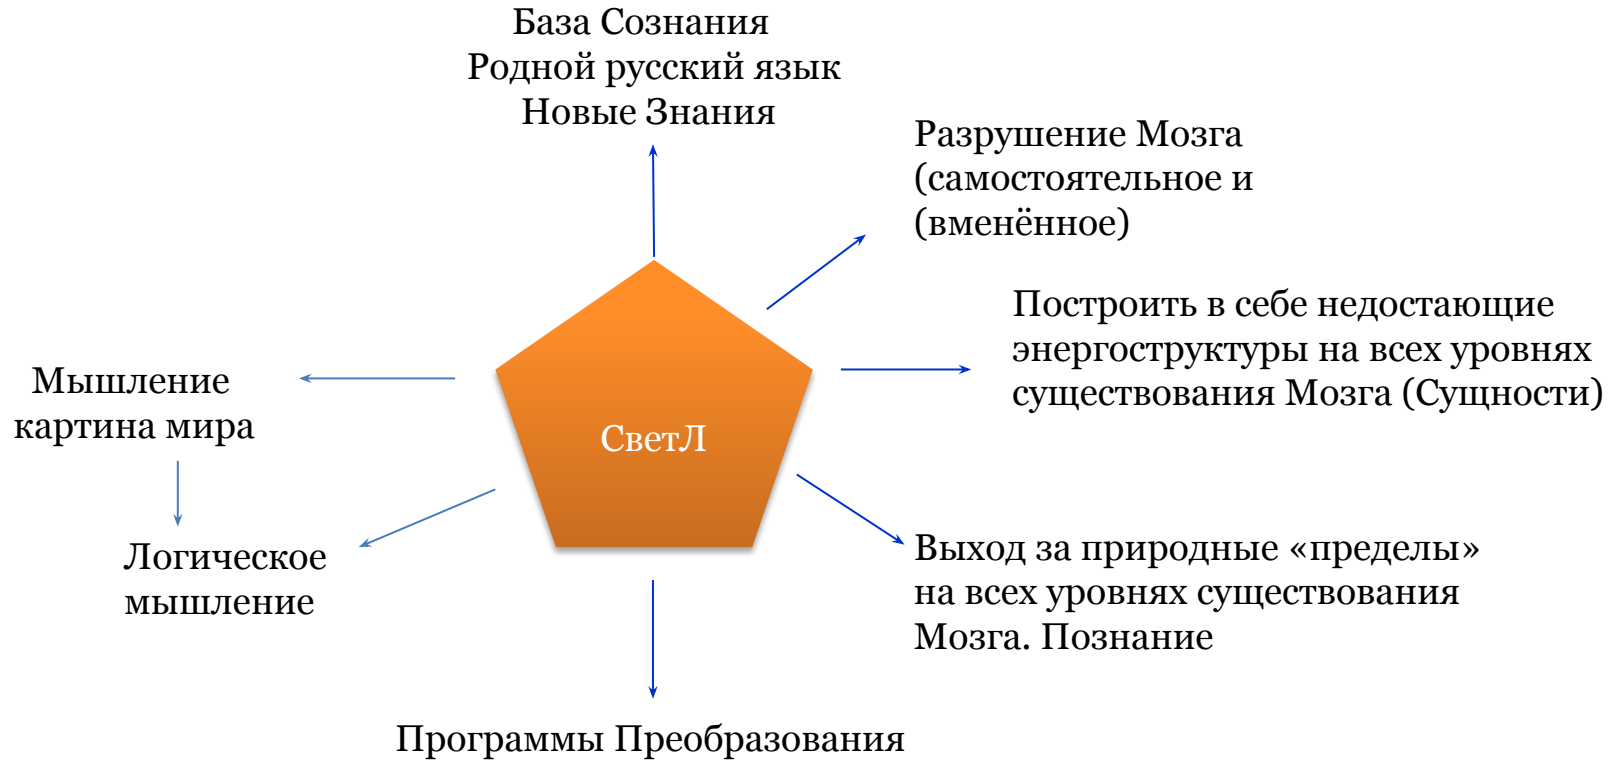 База Сознания
Родной русский язык
Новые Знания
Разрушение Мозга
(самостоятельное и
(вменённое)
Построить в себе недостающие
энергоструктуры на всех уровнях
существования Мозга (Сущности)
Мышление
картина мира
СветЛ
Логическое
мышление
Выход за природные «пределы»
на всех уровнях существования
Мозга. Познание
Программы Преобразования